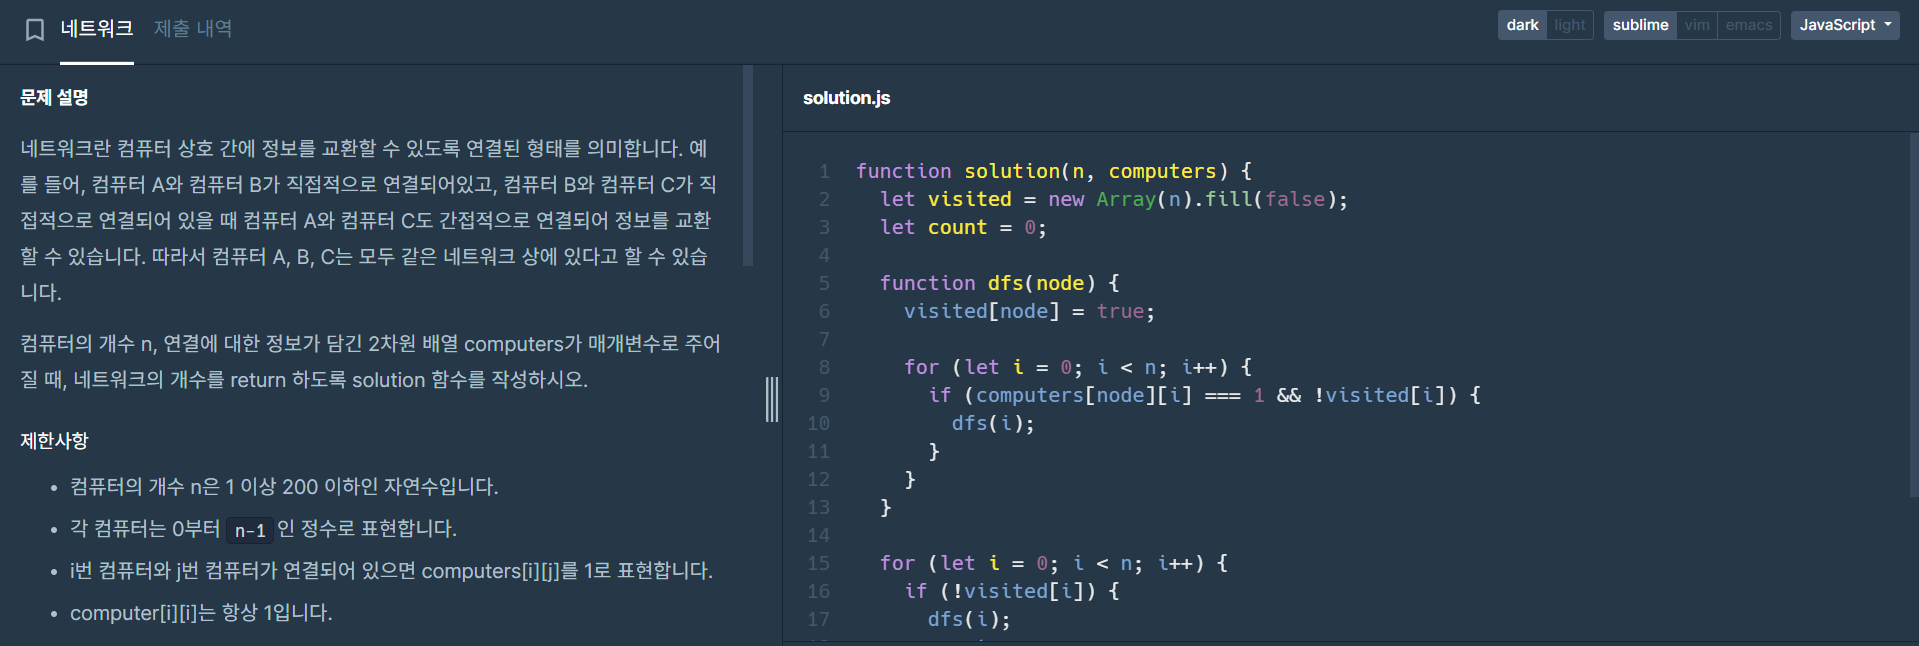 네트워크 제출 내역
dark light sublime vim emacs JavaScript
문제 설명
네트워크란 컴퓨터 상호 간에 정보를 교환할 수 있도록 연결된 형태를 의미합니다. 예
를 들어, 컴퓨터 A와 컴퓨터 B가 직접적으로 연결되어있고, 컴퓨터 B와 컴퓨터 C가 직
접적으로 연결되어 있을 때 컴퓨터 A와 컴퓨터 C도 간접적으로 연결되어 정보를 교환
할 수 있습니다. 따라서 컴퓨터 A, B, C는 모두 같은 네트워크 상에 있다고 할 수 있습
니다.
컴퓨터의 개수 n, 연결에 대한 정보가 담긴 2차원 배열 computers가 매개변수로 주어
질 때, 네트워크의 개수를 return 하도록 solution 함수를 작성하시오.
제한사항
• 컴퓨터의 개수 n은 1 이상 200 이하인 자연수입니다.
• 각 컴퓨터는 0부터 n-1 인 정수로 표현합니다.
• i번 컴퓨터와 j번 컴퓨터가 연결되어 있으면 computers[i][j]를 1로 표현합니다.
• computer[i][i]는 항상 1입니다.
solution.js
1 function solution(n, computers) {
2 let visited = new Array(n).fill(false);
3 let count = 0;
4
5 function dfs(node) {
6 visited[node] = true;
7
8 for (let i = 0; i < n; i++) {
9 if (computers[node][i] === 1 && !visited[i]) {
10 dfs(i);
11 }
12 }
13 }
14
15 for (let i = 0; i < n; i++) {
16 if (!visited[i]) {
17 dfs(i);